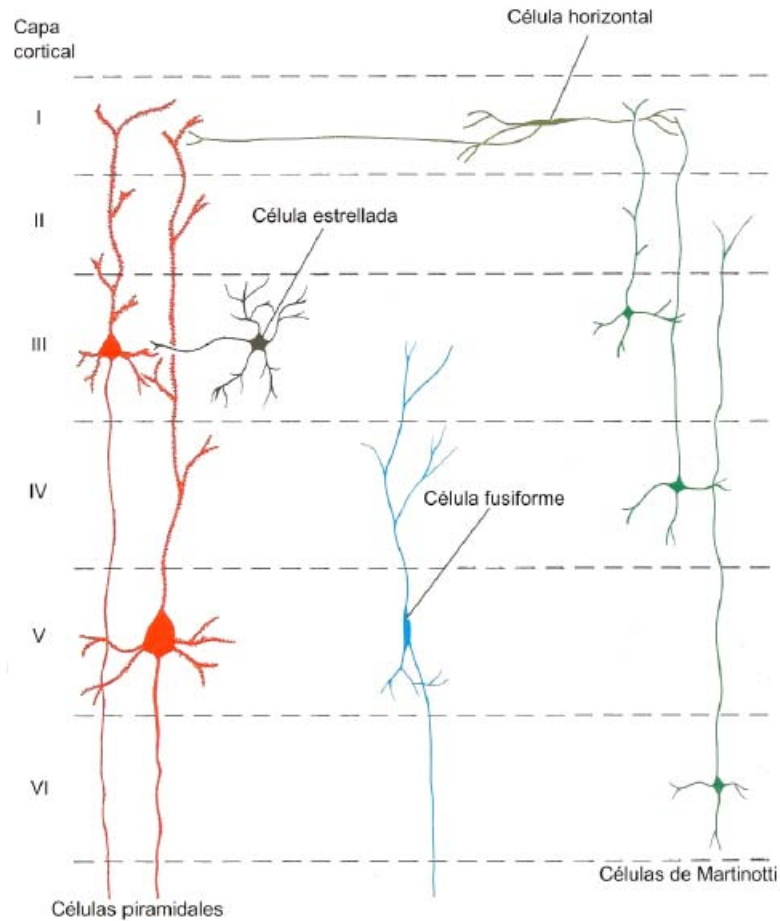 Capa
cortical
Célula horizontal
I
II
Célula estrellada
III
IV
Célula fusiforme
V
VI
Células de Martinotti
Células piramidales